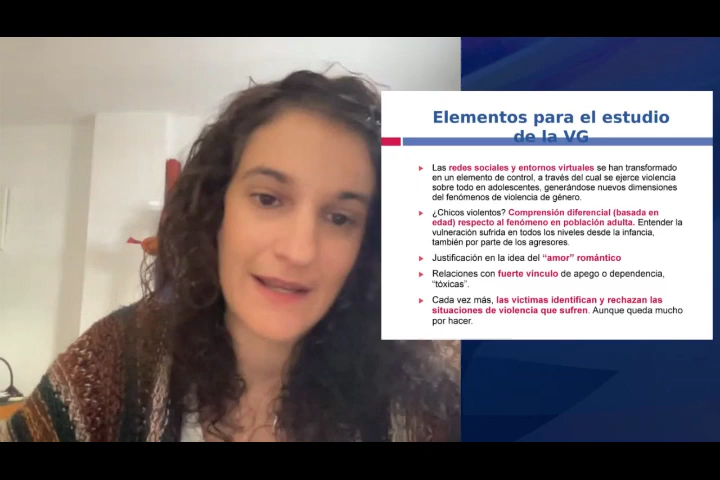 Elementos para el estudio
de la VG
Las redes sociales y entornos virtuales se han transformado
en un elemento de control, a través del cual se ejerce violencia
sobre todo en adolescentes, generándose nuevos dimensiones
del fenómenos de violencia de género.
¿Chicos violentos? Comprensión diferencial (basada en
edad) respecto al fenómeno en población adulta. Entender la
vulneración sufrida en todos los niveles desde la infancia,
también por parte de los agresores.
Justificación en la idea del “amor” romántico
Relaciones con fuerte vínculo de apego o dependencia,
“tóxicas”.
Cada vez más, las victimas identifican y rechazan las
situaciones de violencia que sufren. Aunque queda mucho
por hacer.